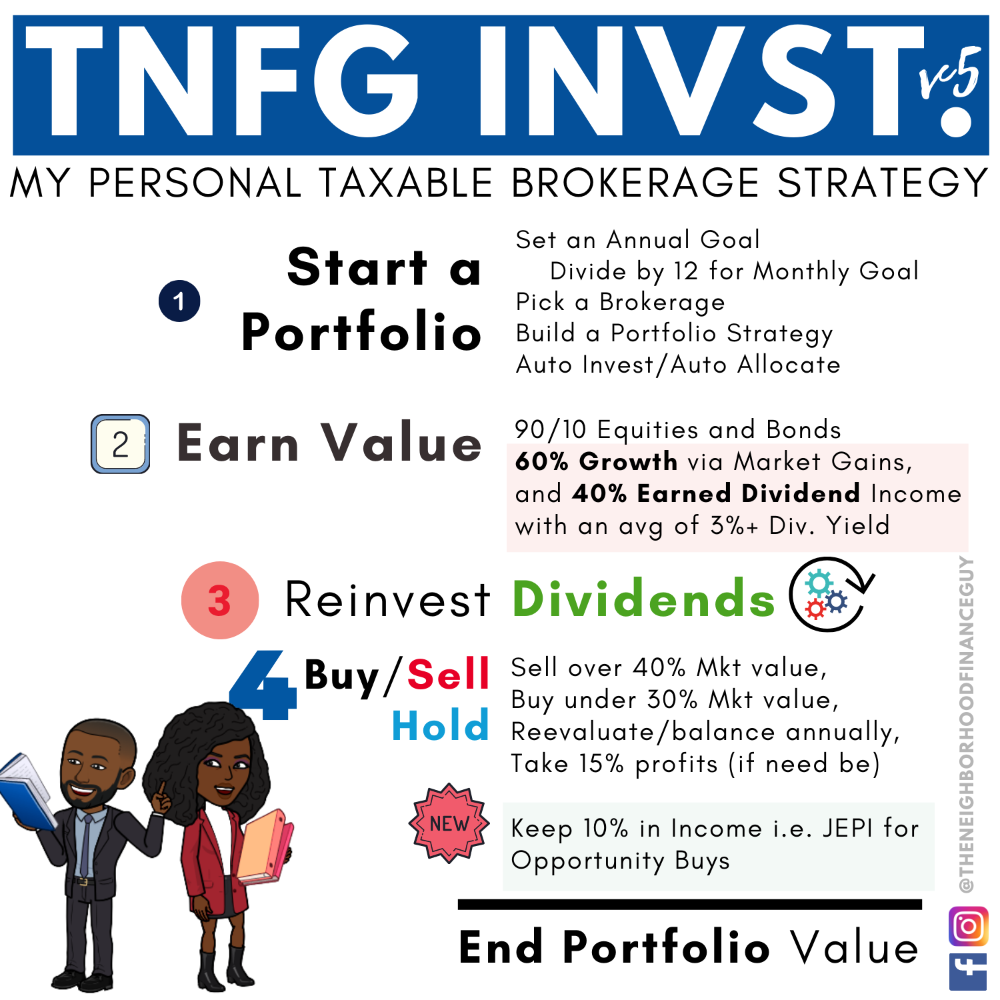 TNFG INVST.
vc5
MY PERSONAL TAXABLE BROKERAGE STRATEGY
1
Start a
Portfolio
Set an Annual Goal
Divide by 12 for Monthly Goal
Pick a Brokerage
Build a Portfolio Strategy
Auto Invest/Auto Allocate
2
Earn Value
90/10 Equities and Bonds
60% Growth via Market Gains,
and 40% Earned Dividend Income
with an avg of 3%+ Div. Yield
3
Reinvest Dividends
4
Buy/Sell
Hold
Sell over 40% Mkt value,
Buy under 30% Mkt value,
Reevaluate/balance annually,
Take 15% profits (if need be)
NEW
Keep 10% in Income i.e. JEPI for
Opportunity Buys
End Portfolio Value
@THENEIGHBORHOODFINANCEGUY